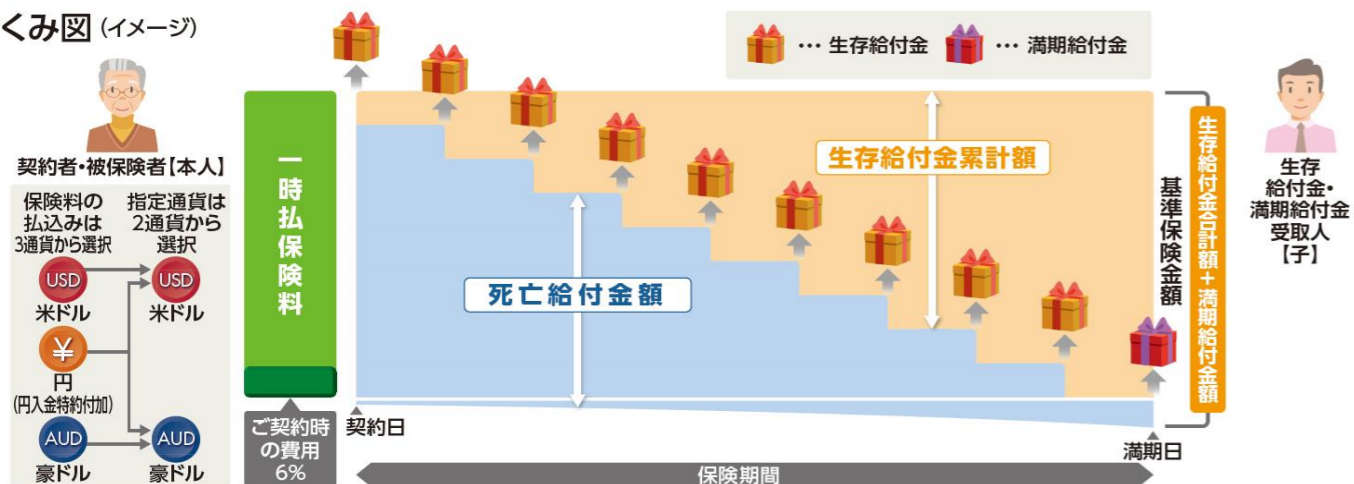 くみ図 (イメージ)
… 生存給付金
… 満期給付金
契約者・被保険者【本人】
保険料の
払込みは
3通貨から選択
指定通貨は
2通貨から
選択
USD
米ドル
USD
米ドル
¥
円
(円入金特約付加)
AUD
豪ドル
AUD
豪ドル
一時払保険料
ご契約時
の費用
6%
生存給付金累計額
死亡給付金額
契約日
満期日
保険期間
基準保険金額
生存給付金合計額+満期給付金額
生存
給付金・
満期給付金
受取人
【子】